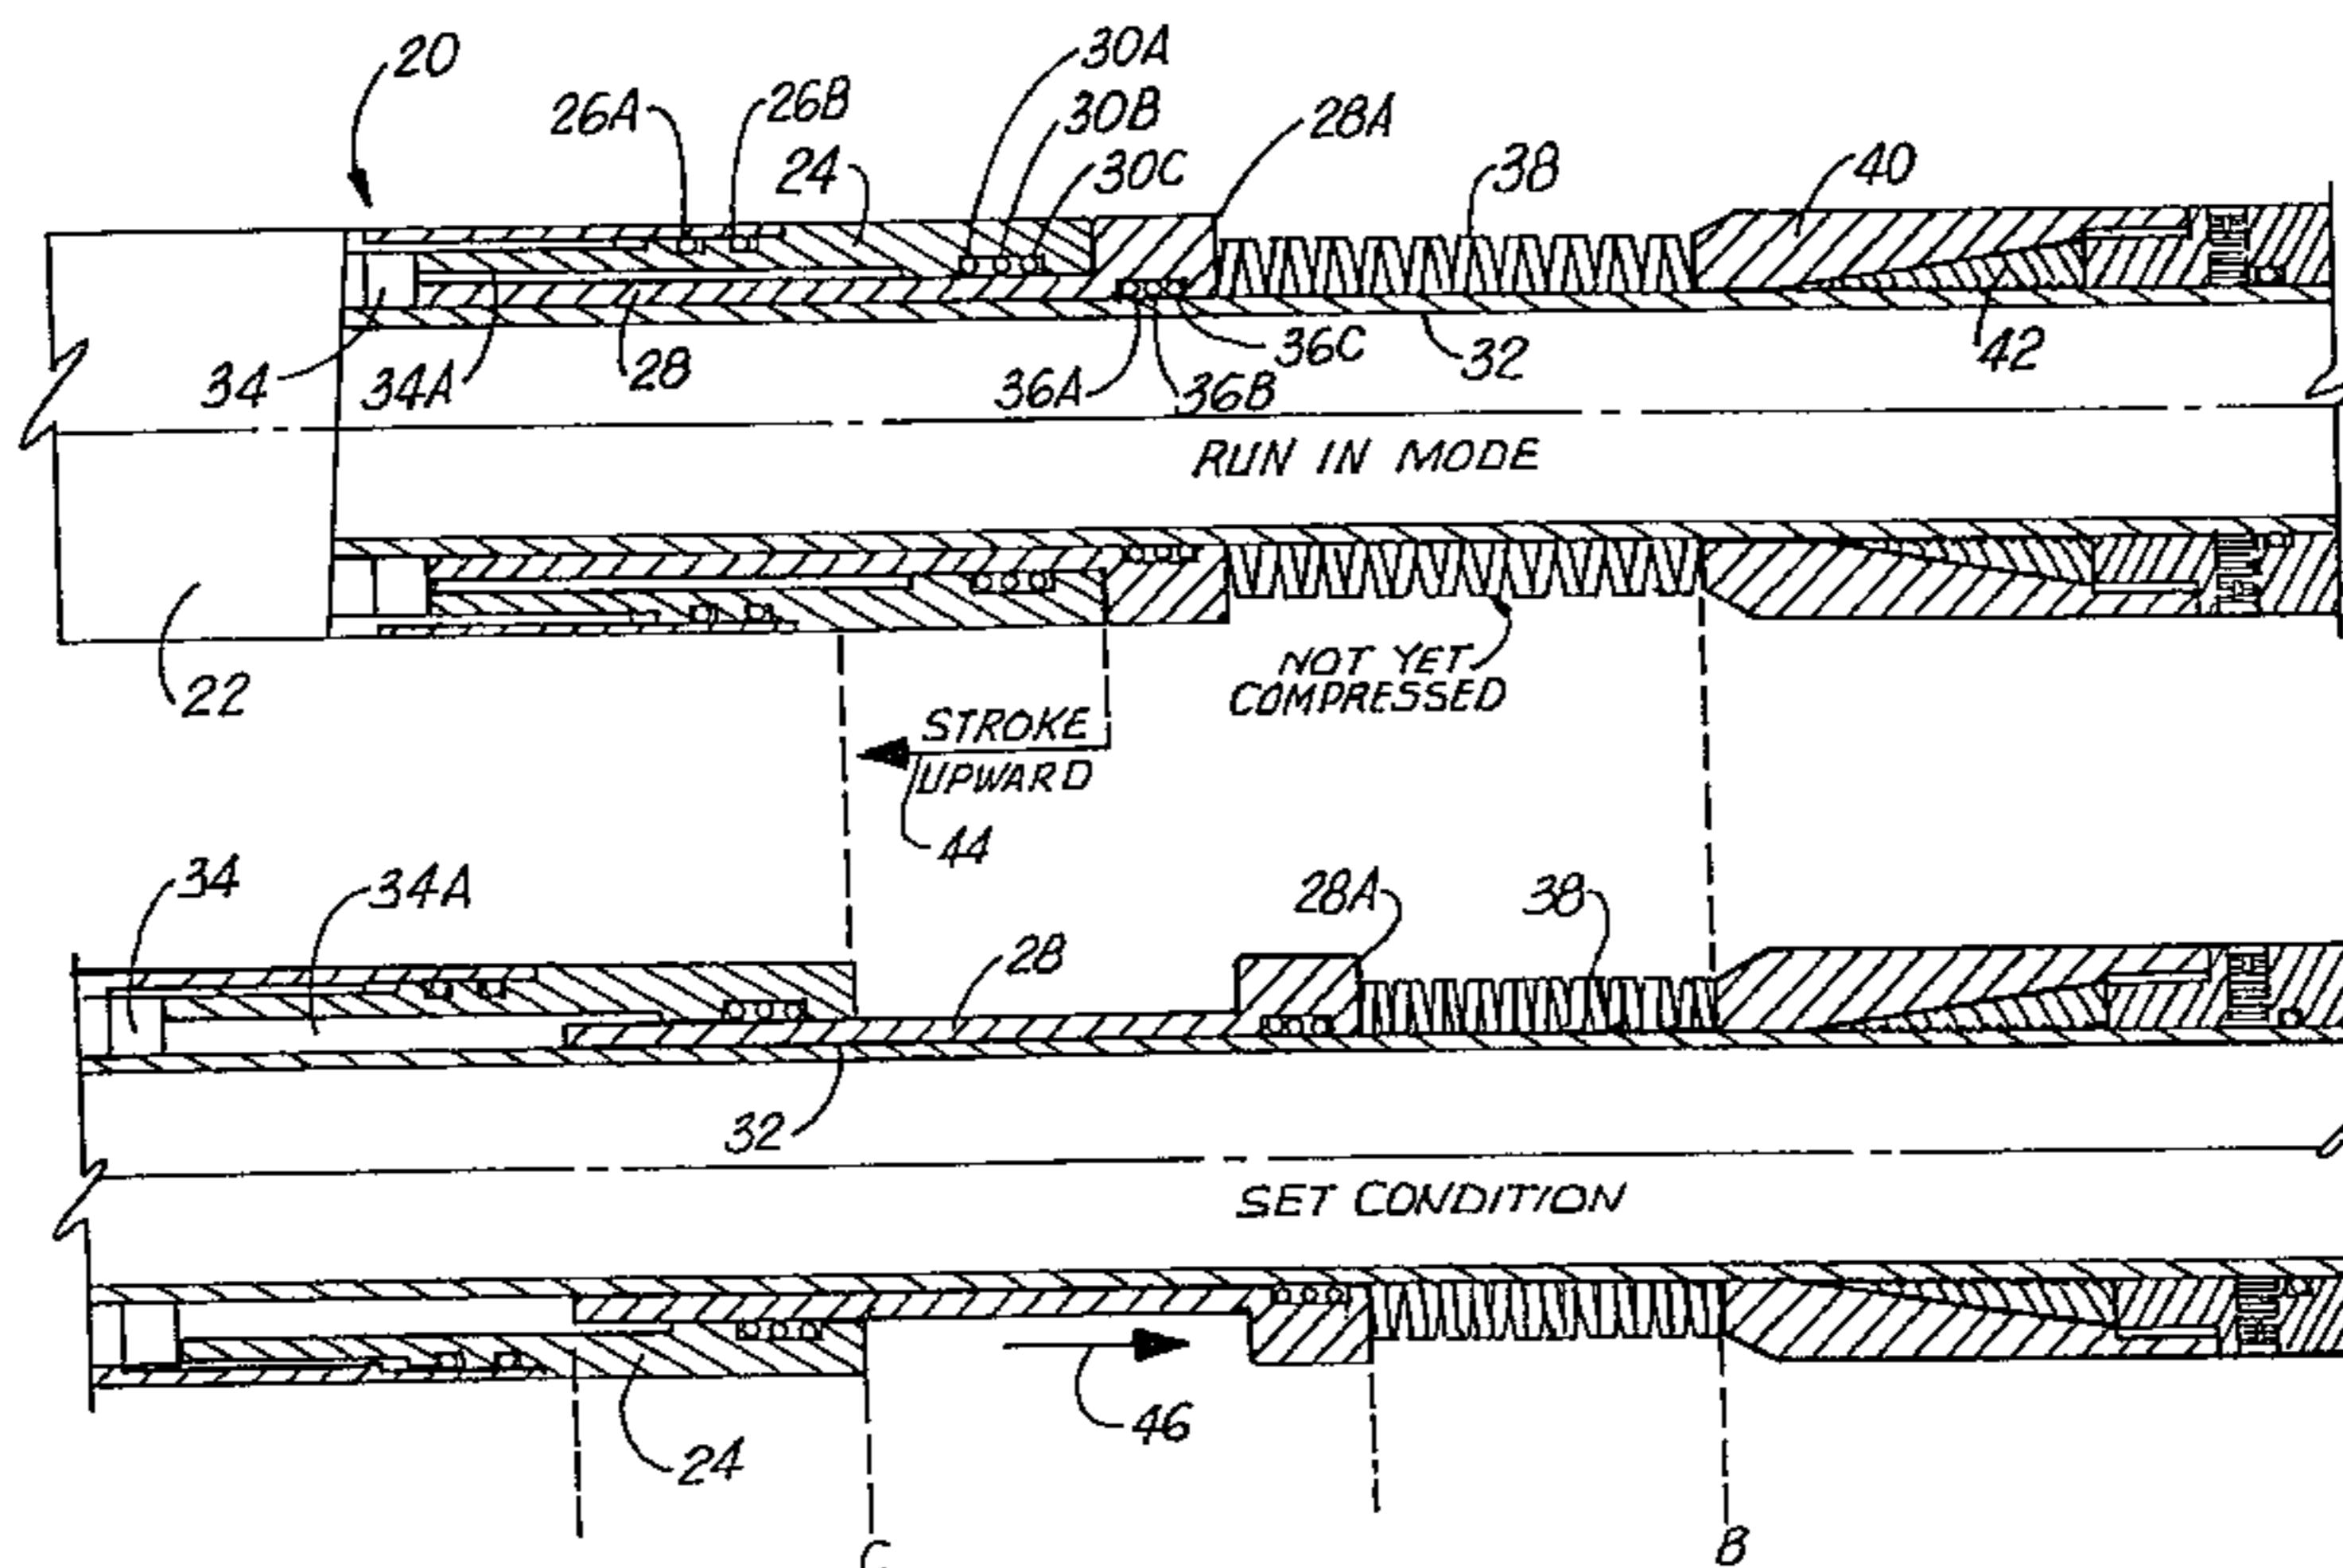 20
30A
26A
26B
30B
28A
24
30C
38
40
34
34A
28
36A
36B
36C
32
42
RUN IN MODE
22
NOT YET
COMPRESSED
STROKE
UPWARD
44
34
34A
28
28A
38
32
SET CONDITION
46
24
C
B